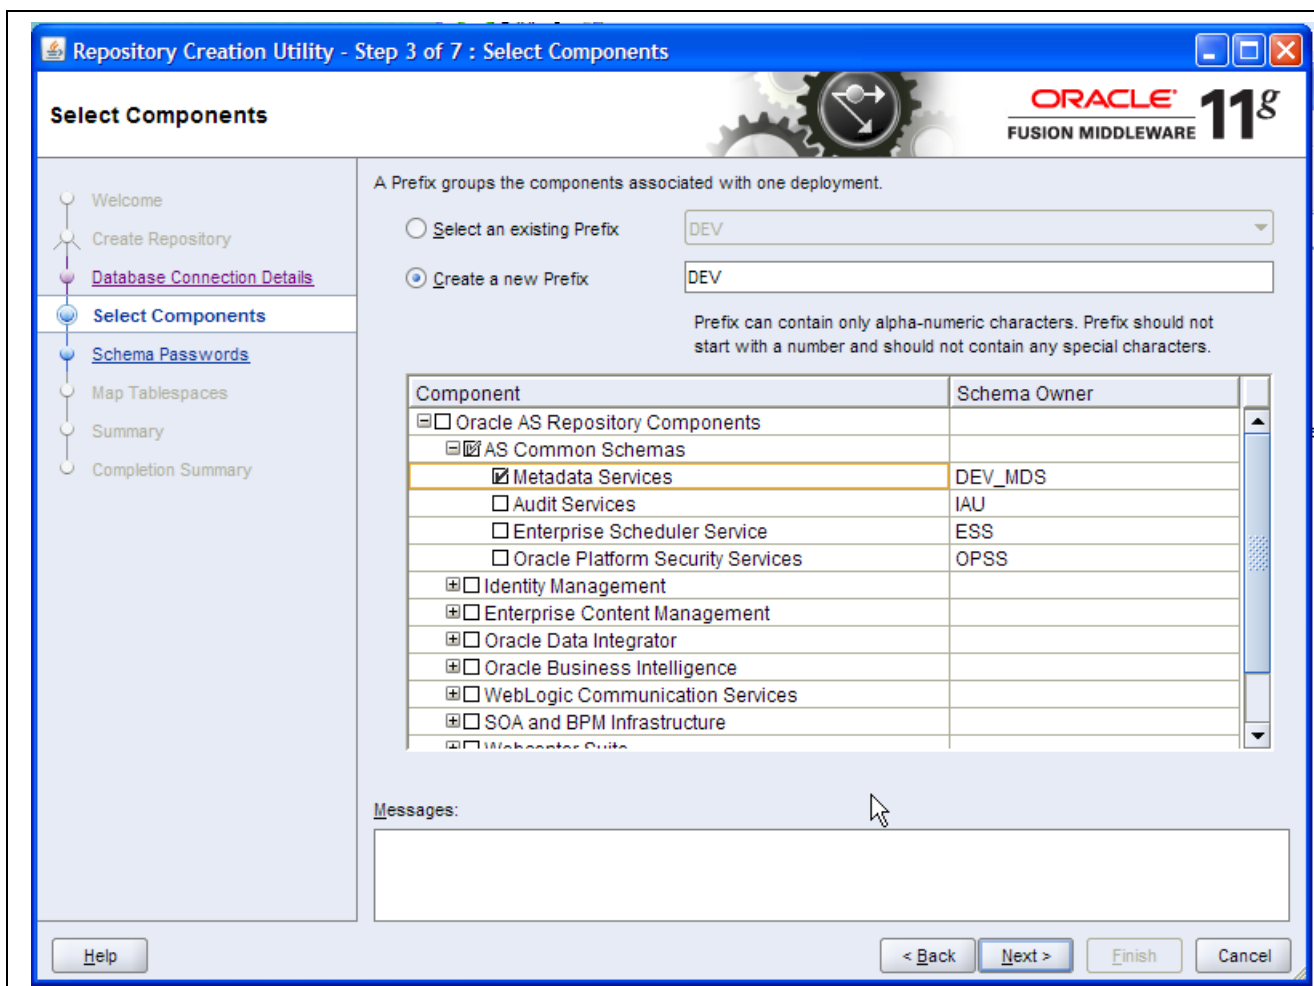 Repository Creation Utility - Step 3 of 7 : Select Components
Select Components
ORACLE
FUSION MIDDLEWARE
11g
Welcome
Create Repository
Database Connection Details
Select Components
Schema Passwords
Map Tablespaces
Summary
Completion Summary
A Prefix groups the components associated with one deployment.
Select an existing Prefix
DEV
Create a new Prefix
DEV
Prefix can contain only alpha-numeric characters. Prefix should not
start with a number and should not contain any special characters.
Component Schema Owner
Oracle AS Repository Components
AS Common Schemas
Metadata Services DEV_MDS
Audit Services IAU
Enterprise Scheduler Service ESS
Oracle Platform Security Services OPSS
Identity Management
Enterprise Content Management
Oracle Data Integrator
Oracle Business Intelligence
WebLogic Communication Services
SOA and BPM Infrastructure
Webcenter Suite
Messages:
Help
< Back
Next >
Finish
Cancel